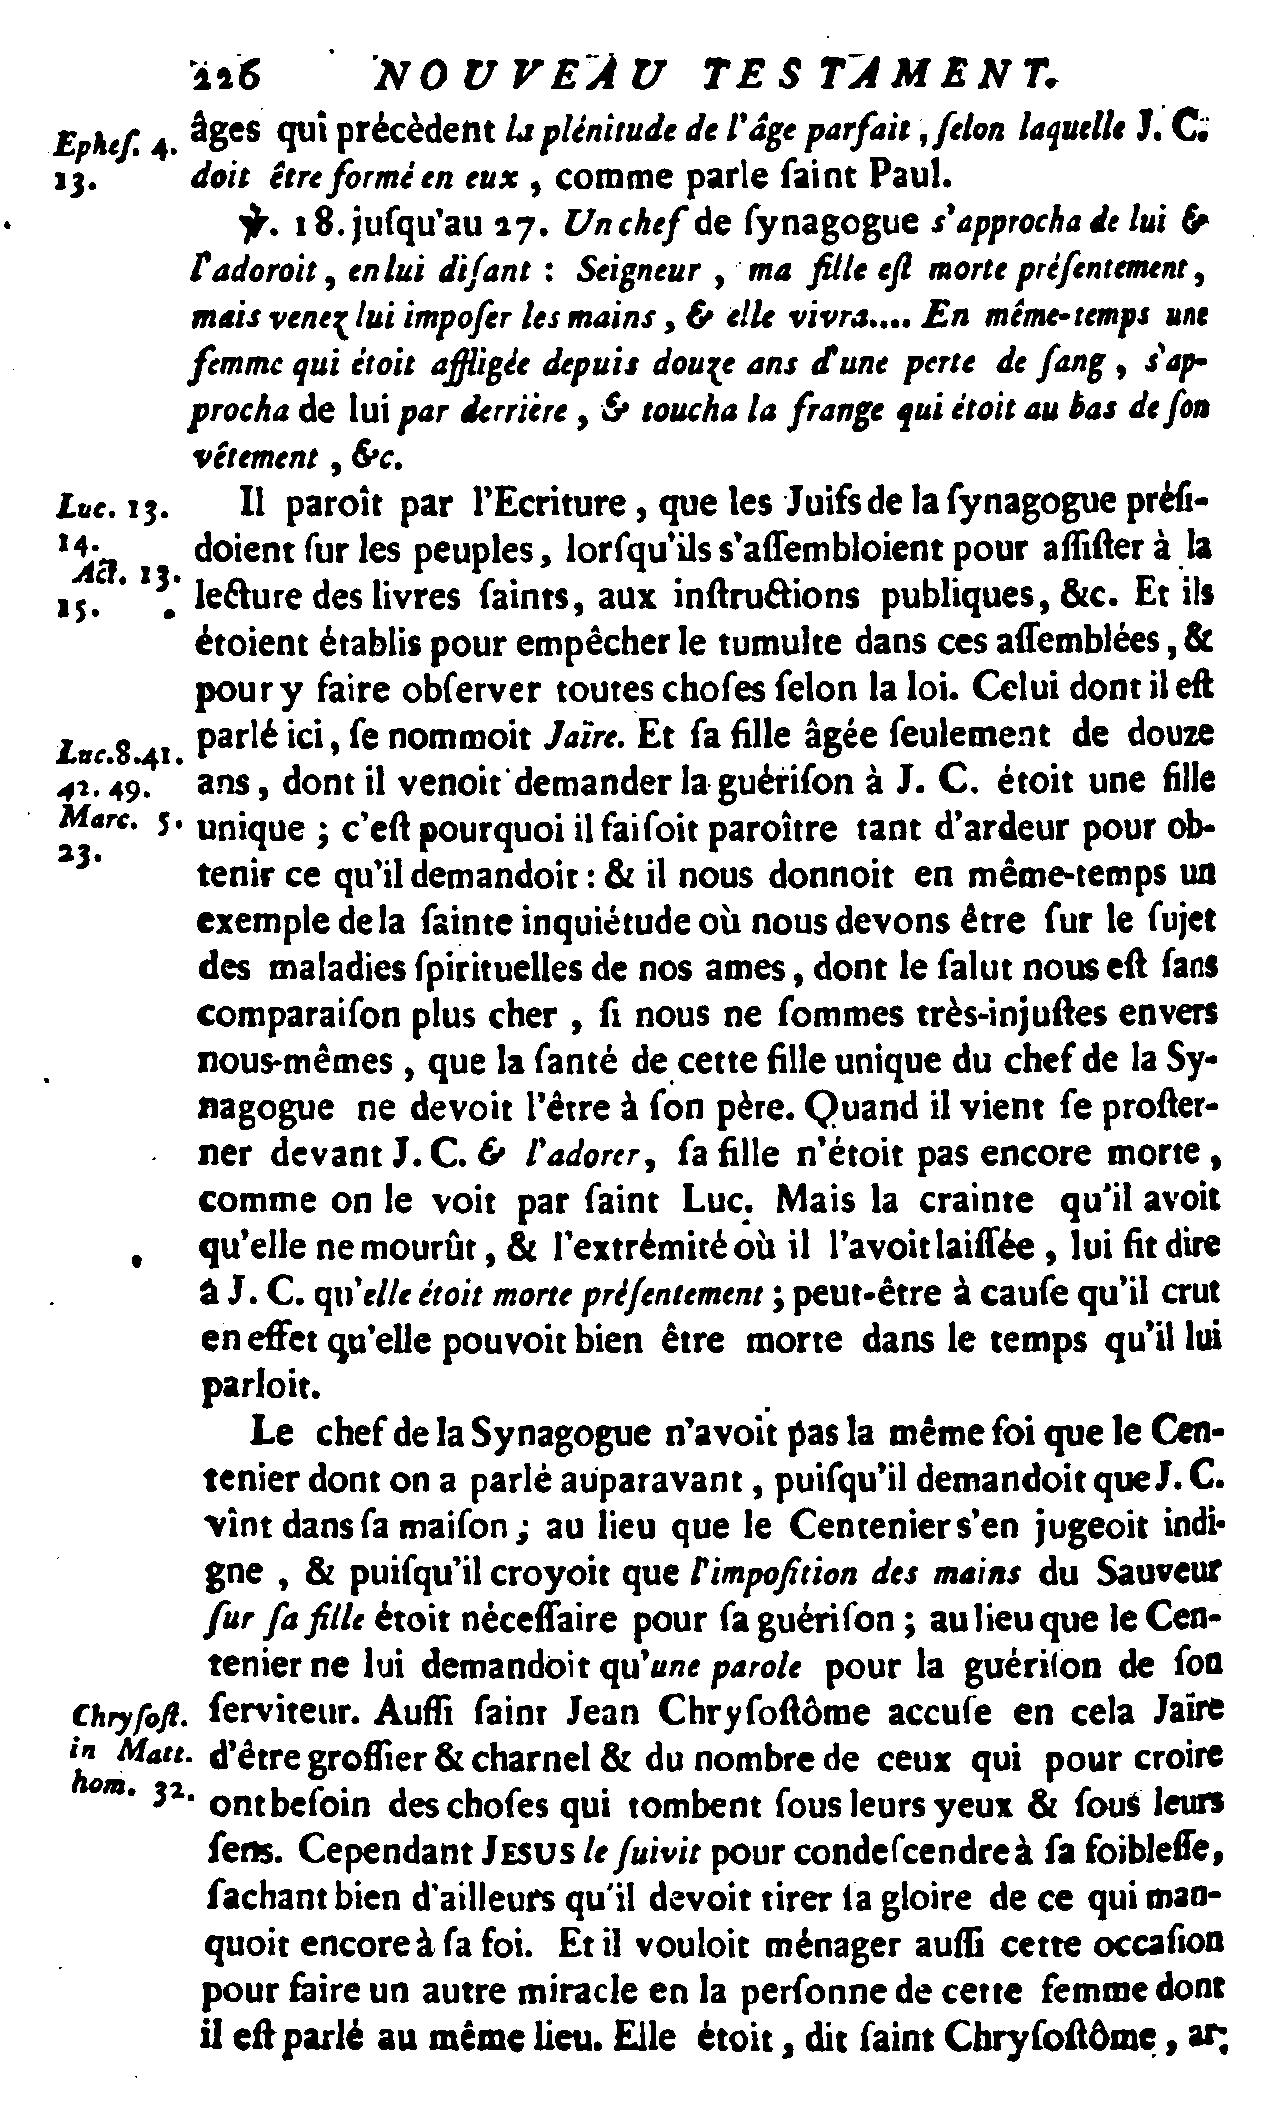 226 NOUVEAU TESTAMENT.
âges qui précèdent la plénitude de l'âge parfait, ſelon laquelle J. C.
Epheſ. 4.
13.
doit être formé en eux, comme parle ſaint Paul.
℣. 18. juſqu'au 27. Un chef de ſynagogue s'approcha de lui &
l'adoroit, en lui diſant : Seigneur, ma fille eſt morte préſentement,
mais venez lui impoſer les mains, & elle vivra.... En même-temps une
femme qui étoit affligée depuis douze ans d'une perte de ſang, s'ap-
procha de lui par derrière, & toucha la frange qui étoit au bas de ſon
vêtement, &c.
Luc. 13.
14.
Act. 13.
15.
Il paroît par l'Ecriture, que les Juifs de la ſynagogue préſi-
doient ſur les peuples, lorſqu'ils s'aſſembloient pour aſſiſter à la
lecture des livres ſaints, aux inſtructions publiques, &c. Et ils
étoient établis pour empêcher le tumulte dans ces aſſemblées, &
pour y faire obſerver toutes choſes ſelon la loi. Celui dont il eſt
Luc. 8. 41.
42. 49.
Marc. 5.
23.
parlé ici, ſe nommoit Jaïre. Et ſa fille âgée ſeulement de douze
ans, dont il venoit demander la guériſon à J. C. étoit une fille
unique ; c'eſt pourquoi il faiſoit paroître tant d'ardeur pour ob-
tenir ce qu'il demandoit : & il nous donnoit en même-temps un
exemple de la ſainte inquiétude où nous devons être ſur le ſujet
des maladies ſpirituelles de nos ames, dont le ſalut nous eſt ſans
comparaiſon plus cher, ſi nous ne ſommes très-injuſtes envers
nous-mêmes, que la ſanté de cette fille unique du chef de la Sy-
nagogue ne devoit l'être à ſon père. Quand il vient ſe proſter-
ner devant J. C. & l'adorer, ſa fille n'étoit pas encore morte,
comme on le voit par ſaint Luc. Mais la crainte qu'il avoit
qu'elle ne mourût, & l'extrémité où il l'avoit laiſſée, lui fit dire
à J. C. qu'elle étoit morte préſentement ; peut-être à cauſe qu'il crut
en effet qu'elle pouvoit bien être morte dans le temps qu'il lui
parloit.
Le chef de la Synagogue n'avoit pas la même foi que le Cen-
tenier dont on a parlé auparavant, puiſqu'il demandoit que J. C.
vînt dans ſa maiſon ; au lieu que le Centenier s'en jugeoit indi-
gne, & puiſqu'il croyoit que l'impoſition des mains du Sauveur
ſur ſa fille étoit néceſſaire pour ſa guériſon ; au lieu que le Cen-
tenier ne lui demandoit qu'une parole pour la guériſon de ſon
Chryſoſt.
in Matt.
hom. 32.
ſerviteur. Auſſi ſaint Jean Chryſoſtôme accuſe en cela Jaïre
d'être groſſier & charnel & du nombre de ceux qui pour croire
ont beſoin des choſes qui tombent ſous leurs yeux & ſous leurs
ſens. Cependant JESUS le ſuivit pour condeſcendre à ſa foibleſſe,
ſachant bien d'ailleurs qu'il devoit tirer ſa gloire de ce qui man-
quoit encore à ſa foi. Et il vouloit ménager auſſi cette occaſion
pour faire un autre miracle en la perſonne de cette femme dont
il eſt parlé au même lieu. Elle étoit, dit ſaint Chryſoſtôme, ar-